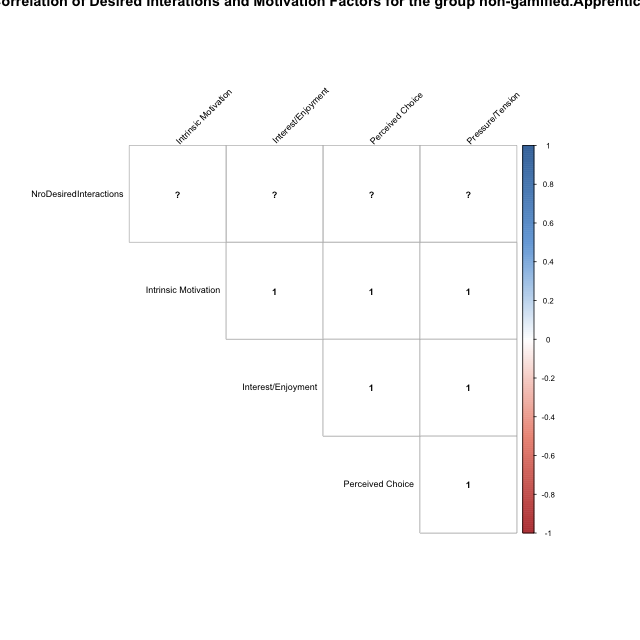 orrelation of Desired Interations and Motivation Factors for the group non-gamified.Apprentic
Intrinsic Motivation
Interest/Enjoyment
Perceived Choice
Pressure/Tension
NroDesiredInteractions ? ? ? ?
Intrinsic Motivation 1 1 1
Interest/Enjoyment 1 1
Perceived Choice 1
1
0.8
0.6
0.4
0.2
0
-0.2
-0.4
-0.6
-0.8
-1